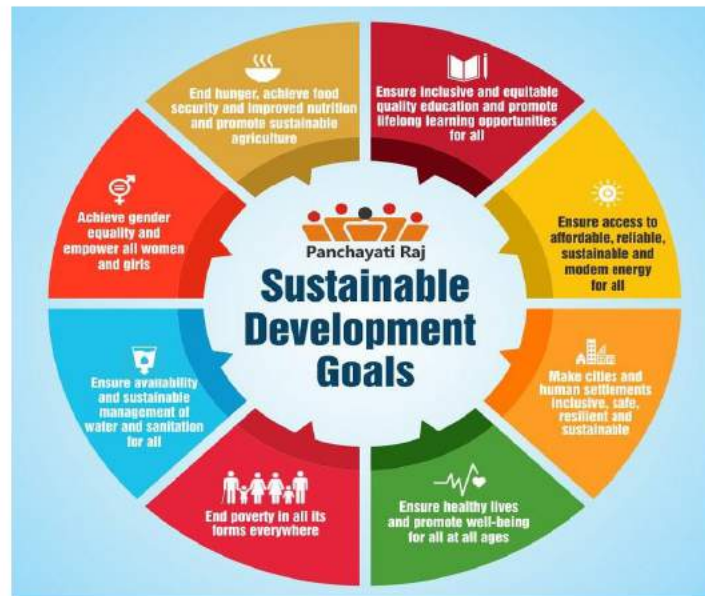 End hunger, achieve food
security and improved nutrition
and promote sustainable
agriculture
Ensure inclusive and equitable
quality education and promote
lifelong learning opportunities
for all
Ensure access to
affordable, reliable,
sustainable and
modem energy
for all
Make cities and
human settlements
inclusive, safe,
resilient and
sustainable
Ensure healthy lives
and promote well-being
for all at all ages
End poverty in all its
forms everywhere
Ensure availability
and sustainable
management of
water and sanitation
for all
Achieve gender
equality and
empower all women
and girls
Panchayati Raj
Sustainable
Development
Goals